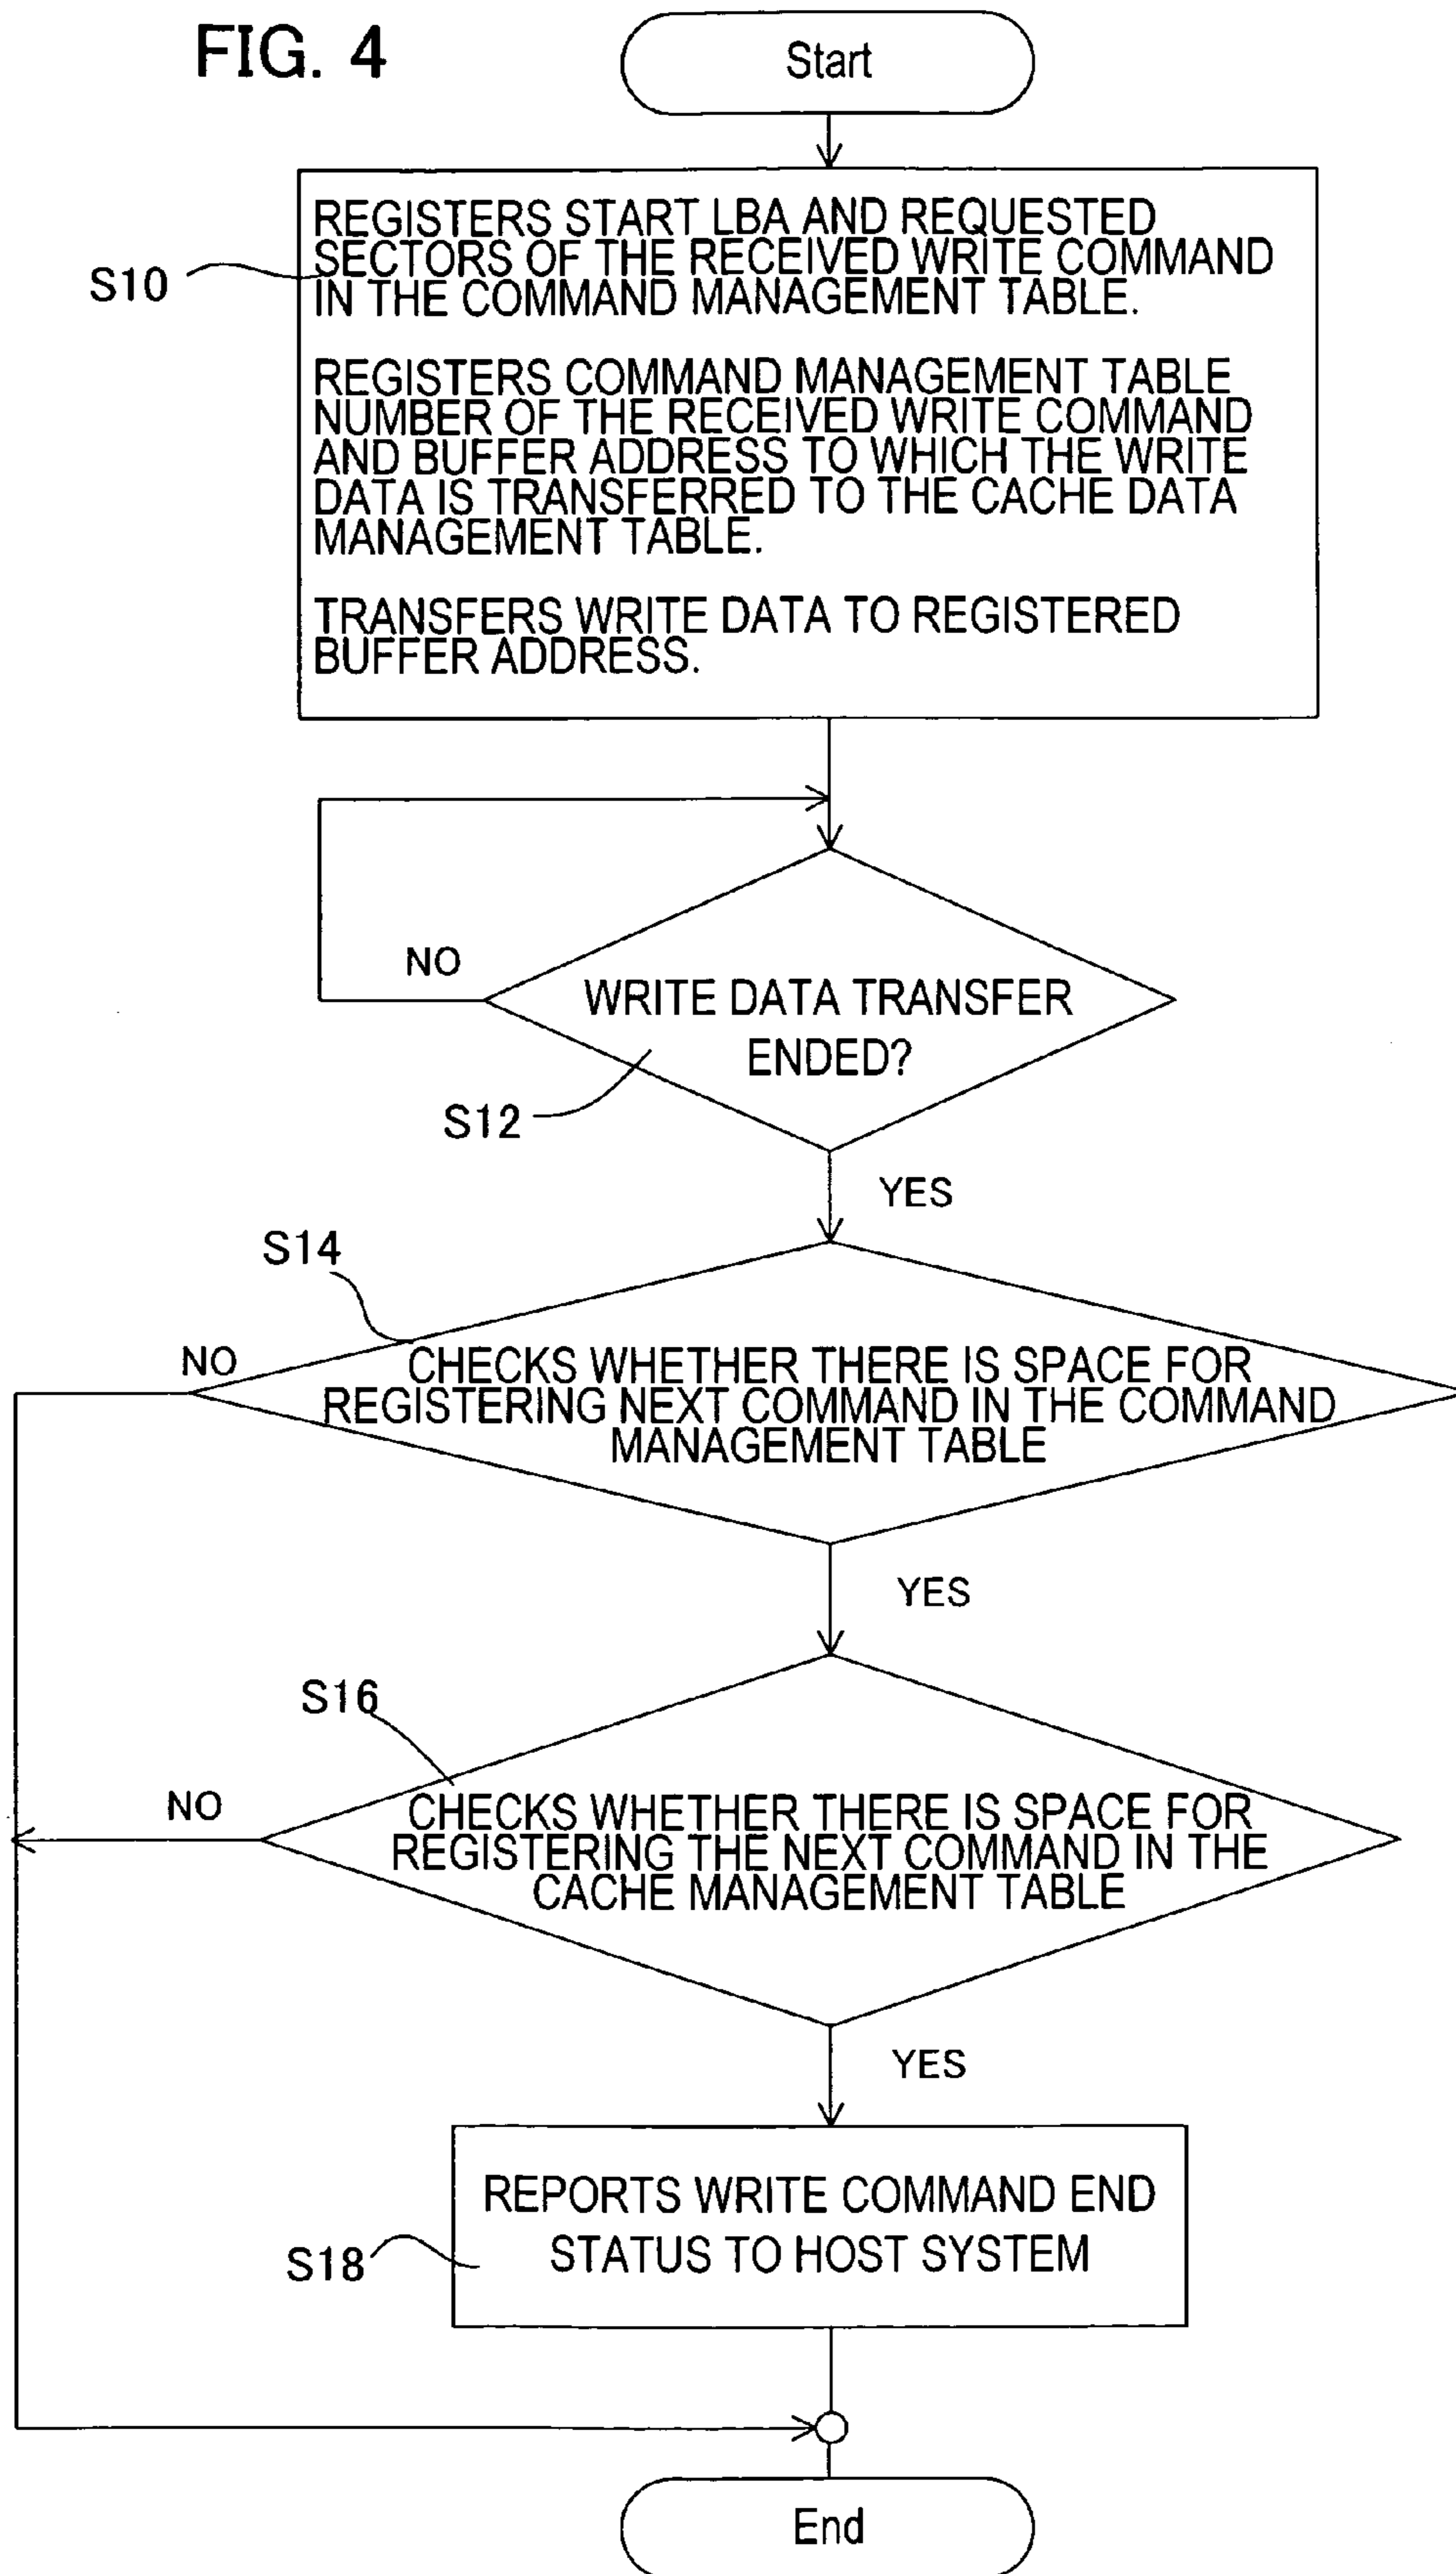 FIG. 4
Start
S10
REGISTERS START LBA AND REQUESTED
SECTORS OF THE RECEIVED WRITE COMMAND
IN THE COMMAND MANAGEMENT TABLE.
REGISTERS COMMAND MANAGEMENT TABLE
NUMBER OF THE RECEIVED WRITE COMMAND
AND BUFFER ADDRESS TO WHICH THE WRITE
DATA IS TRANSFERRED TO THE CACHE DATA
MANAGEMENT TABLE.
TRANSFERS WRITE DATA TO REGISTERED
BUFFER ADDRESS.
NO
WRITE DATA TRANSFER
ENDED?
S12
YES
S14
NO
CHECKS WHETHER THERE IS SPACE FOR
REGISTERING NEXT COMMAND IN THE COMMAND
MANAGEMENT TABLE
YES
S16
NO
CHECKS WHETHER THERE IS SPACE FOR
REGISTERING THE NEXT COMMAND IN THE
CACHE MANAGEMENT TABLE
YES
REPORTS WRITE COMMAND END
STATUS TO HOST SYSTEM
S18
End